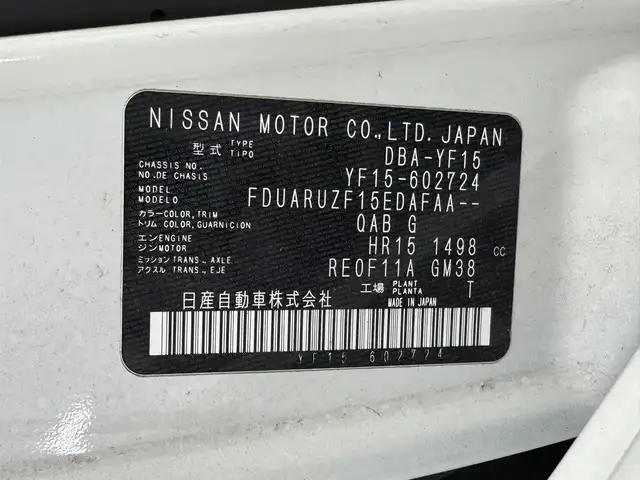 NISSAN MOTOR CO.,LTD. JAPAN
型式 TYPE TIPO DBA-YF15
CHASSIS NO. NO.DE CHASIS YF15-602724
MODEL MODELO FDUARUZF15EDAFAA--
カラー COLOR, TRIM トリム COLOR, GUARNICION QAB G
エンジン ENGINE MOTOR HR15 1498 CC
ミッション TRANS., AXLE アクスル TRANS., EJE RE0F11A GM38
工場 PLANT PLANTA T
日産自動車株式会社 MADE IN JAPAN
YF15 602724